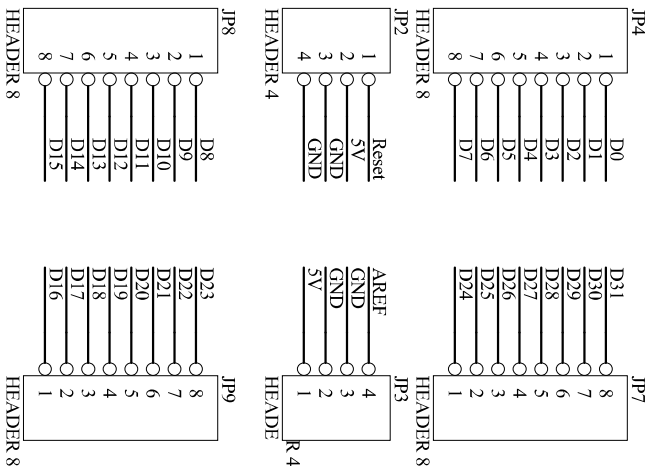 JP4
1 D0
2 D1
3 D2
4 D3
5 D4
6 D5
7 D6
8 D7
HEADER 8
JP7
D31 8
D30 7
D29 6
D28 5
D27 4
D26 3
D25 2
D24 1
HEADER 8
JP2
1 Reset
2 5V
3 GND
4 GND
HEADER 4
JP3
AREF 4
GND 3
GND 2
5V 1
HEADE R 4
JP8
1 D8
2 D9
3 D10
4 D11
5 D12
6 D13
7 D14
8 D15
HEADER 8
JP9
D23 8
D22 7
D21 6
D20 5
D19 4
D18 3
D17 2
D16 1
HEADER 8